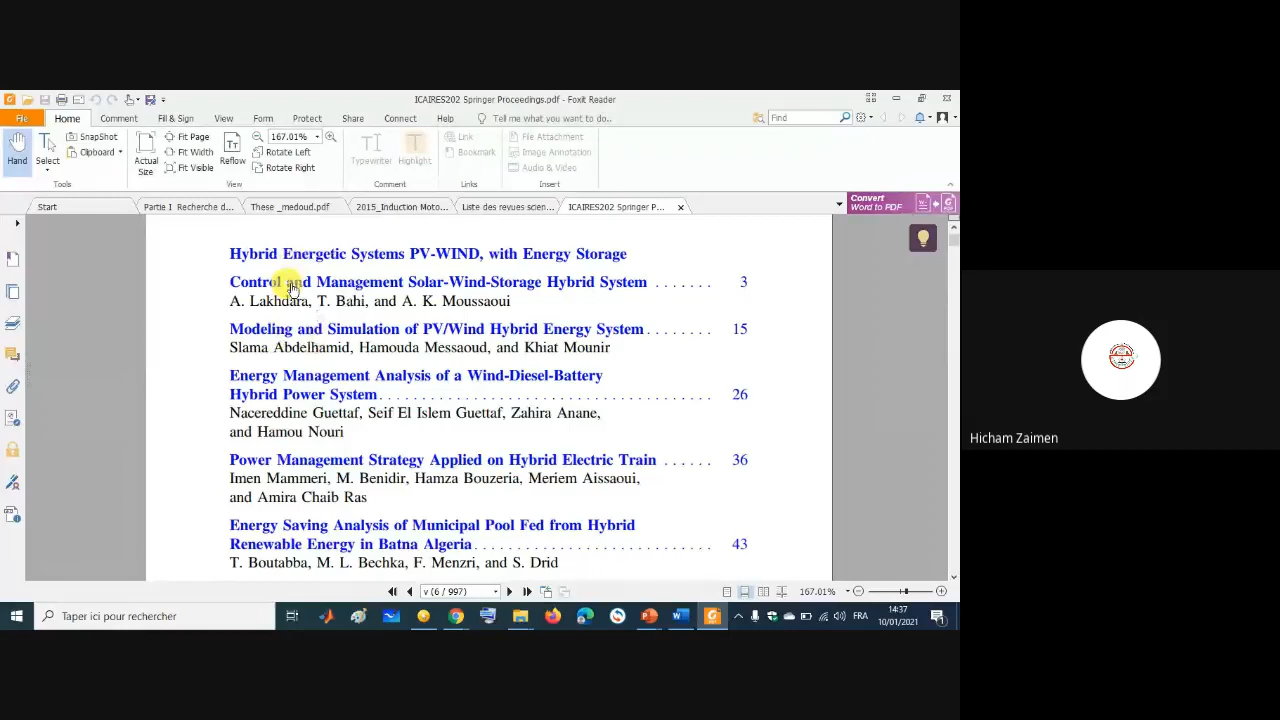 ICAIRES202 Springer Proceedings.pdf - Foxit Reader
File Home Comment Fill & Sign View Form Protect Share Connect Help Tell me what you want to do.. Find
Hand
Select
SnapShot
Clipboard
Actual Size
Fit Page
Fit Width
Fit Visible
Reflow
167.01%
Rotate Left
Rotate Right
Typewriter
Highlight
Link
Bookmark
File Attachment
Image Annotation
Audio & Video
Tools View Comment Links Insert
Start Partie I Recherche d... These _medoud.pdf 2015_Induction Moto... Liste des revues scien... ICAIRES202 Springer P...
Convert
Word to PDF
Hybrid Energetic Systems PV-WIND, with Energy Storage
Control and Management Solar-Wind-Storage Hybrid System . . . . . . . 3
A. Lakhdara, T. Bahi, and A. K. Moussaoui
Modeling and Simulation of PV/Wind Hybrid Energy System . . . . . . . . 15
Slama Abdelhamid, Hamouda Messaoud, and Khiat Mounir
Energy Management Analysis of a Wind-Diesel-Battery
Hybrid Power System . . . . . . . . . . . . . . . . . . . . . . . . . . . . . . . . . . . . . . . 26
Nacereddine Guettaf, Seif El Islem Guettaf, Zahira Anane,
and Hamou Nouri
Power Management Strategy Applied on Hybrid Electric Train . . . . . . 36
Imen Mammeri, M. Benidir, Hamza Bouzeria, Meriem Aissaoui,
and Amira Chaib Ras
Energy Saving Analysis of Municipal Pool Fed from Hybrid
Renewable Energy in Batna Algeria . . . . . . . . . . . . . . . . . . . . . . . . . . . . 43
T. Boutabba, M. L. Bechka, F. Menzri, and S. Drid
v (6 / 997)
167.01%
Taper ici pour rechercher
FRA
14:37
10/01/2021
Hicham Zaimen